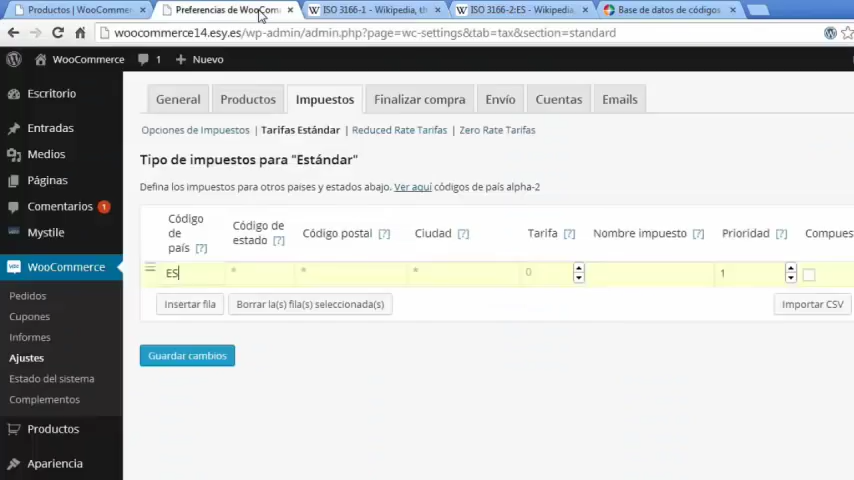 Productos | WooCommer
Preferencias de WooCom
ISO 3166-1 - Wikipedia, th
ISO 3166-2:ES - Wikipedia,
Base de datos de códigos
woocommerce14.esy.es/wp-admin/admin.php?page=wc-settings&tab=tax&section=standard
WooCommerce 1 + Nuevo
Escritorio
Entradas
Medios
Páginas
Comentarios 1
Mystile
WooCommerce
Pedidos
Cupones
Informes
Ajustes
Estado del sistema
Complementos
Productos
Apariencia
General Productos Impuestos Finalizar compra Envío Cuentas Emails
Opciones de Impuestos | Tarifas Estándar | Reduced Rate Tarifas | Zero Rate Tarifas
Tipo de impuestos para "Estándar"
Defina los impuestos para otros paises y estados abajo. Ver aquí códigos de país alpha-2
Código de país [?] Código de estado [?] Código postal [?] Ciudad [?] Tarifa [?] Nombre impuesto [?] Prioridad [?] Compues
ES * * * 0 1
Insertar fila Borrar la(s) fila(s) seleccionada(s) Importar CSV
Guardar cambios